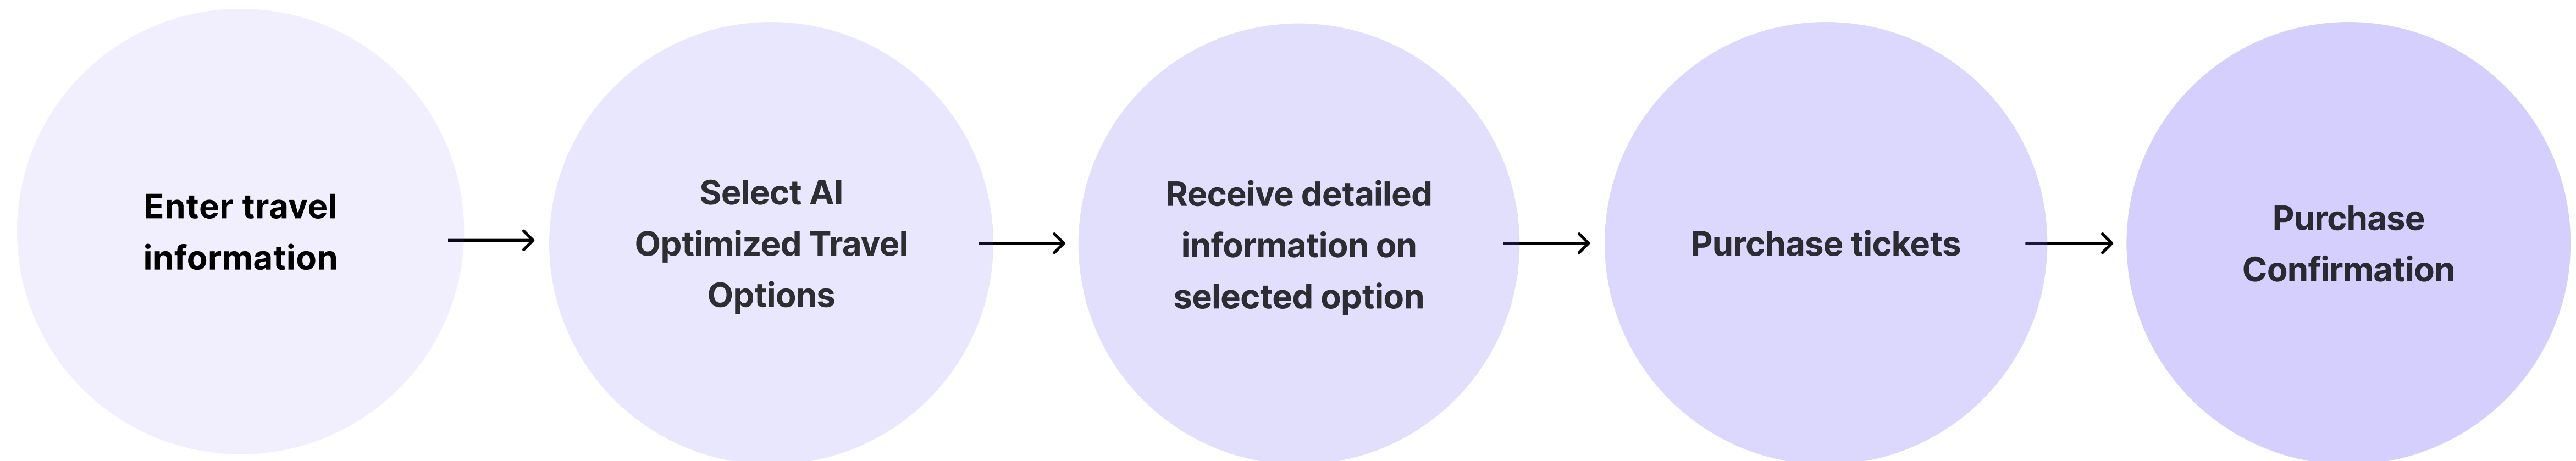 Enter travel
information
Select AI
Optimized Travel
Options
Receive detailed
information on
selected option
Purchase tickets
Purchase
Confirmation